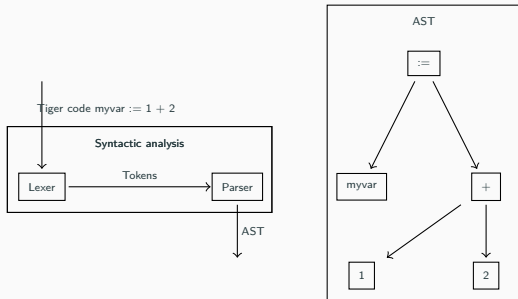 Tiger code myvar := 1 + 2
Syntactic analysis
Lexer
Tokens
Parser
AST
AST
:=
myvar
+
1
2